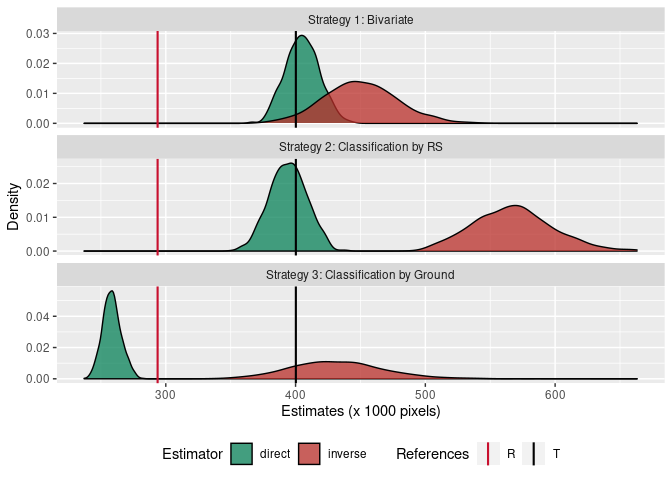 Strategy 1: Bivariate
0.03
0.02
0.01
0.00
Strategy 2: Classification by RS
0.02
0.01
0.00
Strategy 3: Classification by Ground
0.04
0.02
0.00
Density
300 400 500 600
Estimates (x 1000 pixels)
Estimator direct inverse References R T